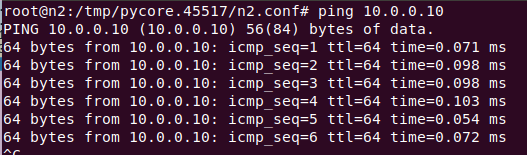 root@n2:/tmp/pycore.45517/n2.conf# ping 10.0.0.10
PING 10.0.0.10 (10.0.0.10) 56(84) bytes of data.
64 bytes from 10.0.0.10: icmp_seq=1 ttl=64 time=0.071 ms
64 bytes from 10.0.0.10: icmp_seq=2 ttl=64 time=0.098 ms
64 bytes from 10.0.0.10: icmp_seq=3 ttl=64 time=0.098 ms
64 bytes from 10.0.0.10: icmp_seq=4 ttl=64 time=0.103 ms
64 bytes from 10.0.0.10: icmp_seq=5 ttl=64 time=0.054 ms
64 bytes from 10.0.0.10: icmp_seq=6 ttl=64 time=0.072 ms
^C